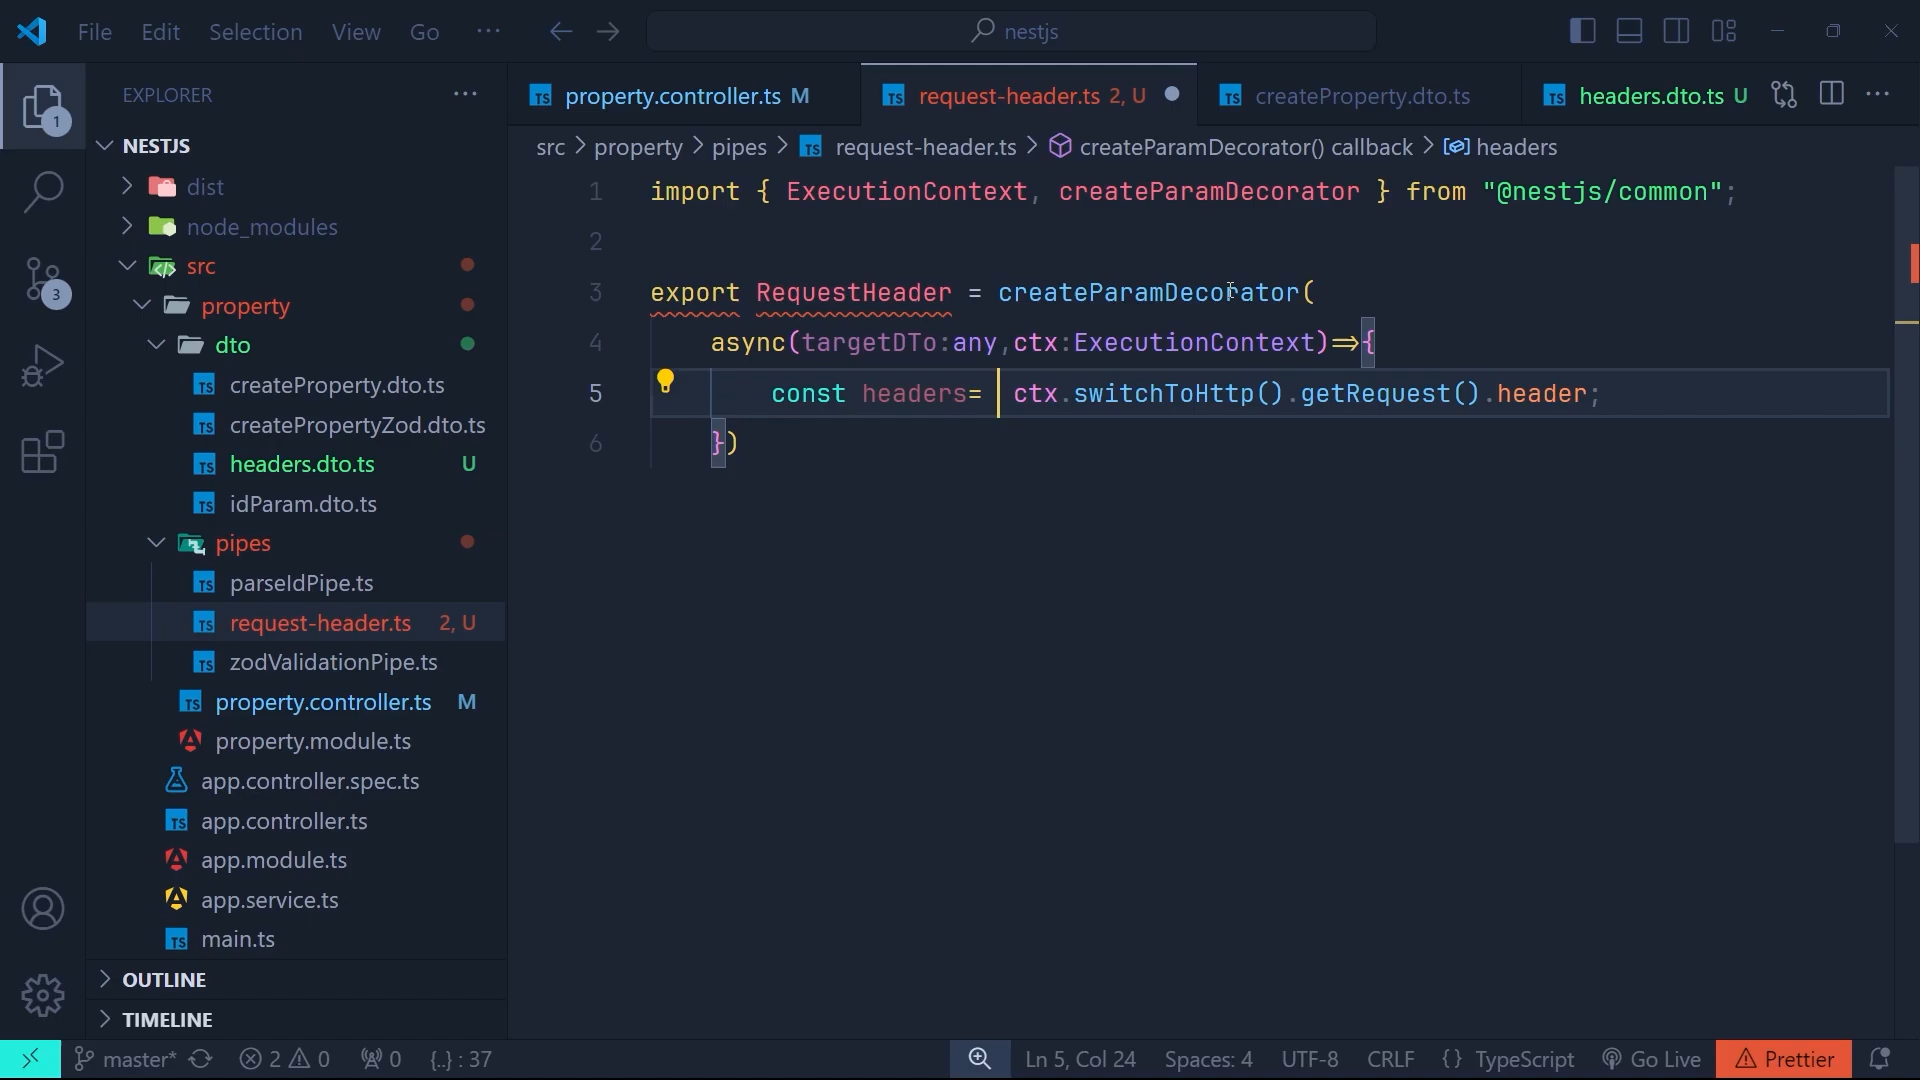 File Edit Selection View Go ··· nestjs
EXPLORER ···
property.controller.ts M
request-header.ts 2, U
createProperty.dto.ts
headers.dto.ts U
···
NESTJS
dist
node_modules
src
property
dto
createProperty.dto.ts
createPropertyZod.dto.ts
headers.dto.ts U
idParam.dto.ts
pipes
parseIdPipe.ts
request-header.ts 2, U
zodValidationPipe.ts
property.controller.ts M
property.module.ts
app.controller.spec.ts
app.controller.ts
app.module.ts
app.service.ts
main.ts
OUTLINE
TIMELINE
1
3
src > property > pipes > TS request-header.ts > createParamDecorator() callback > headers
1 import { ExecutionContext, createParamDecorator } from "@nestjs/common";
2
3 export RequestHeader = createParamDecorator(
4 async(targetDTo:any,ctx:ExecutionContext)=>{
5 const headers= ctx.switchToHttp().getRequest().header;
6 })
master* 2 0 0 {..} : 37 Ln 5, Col 24 Spaces: 4 UTF-8 CRLF {} TypeScript Go Live Prettier